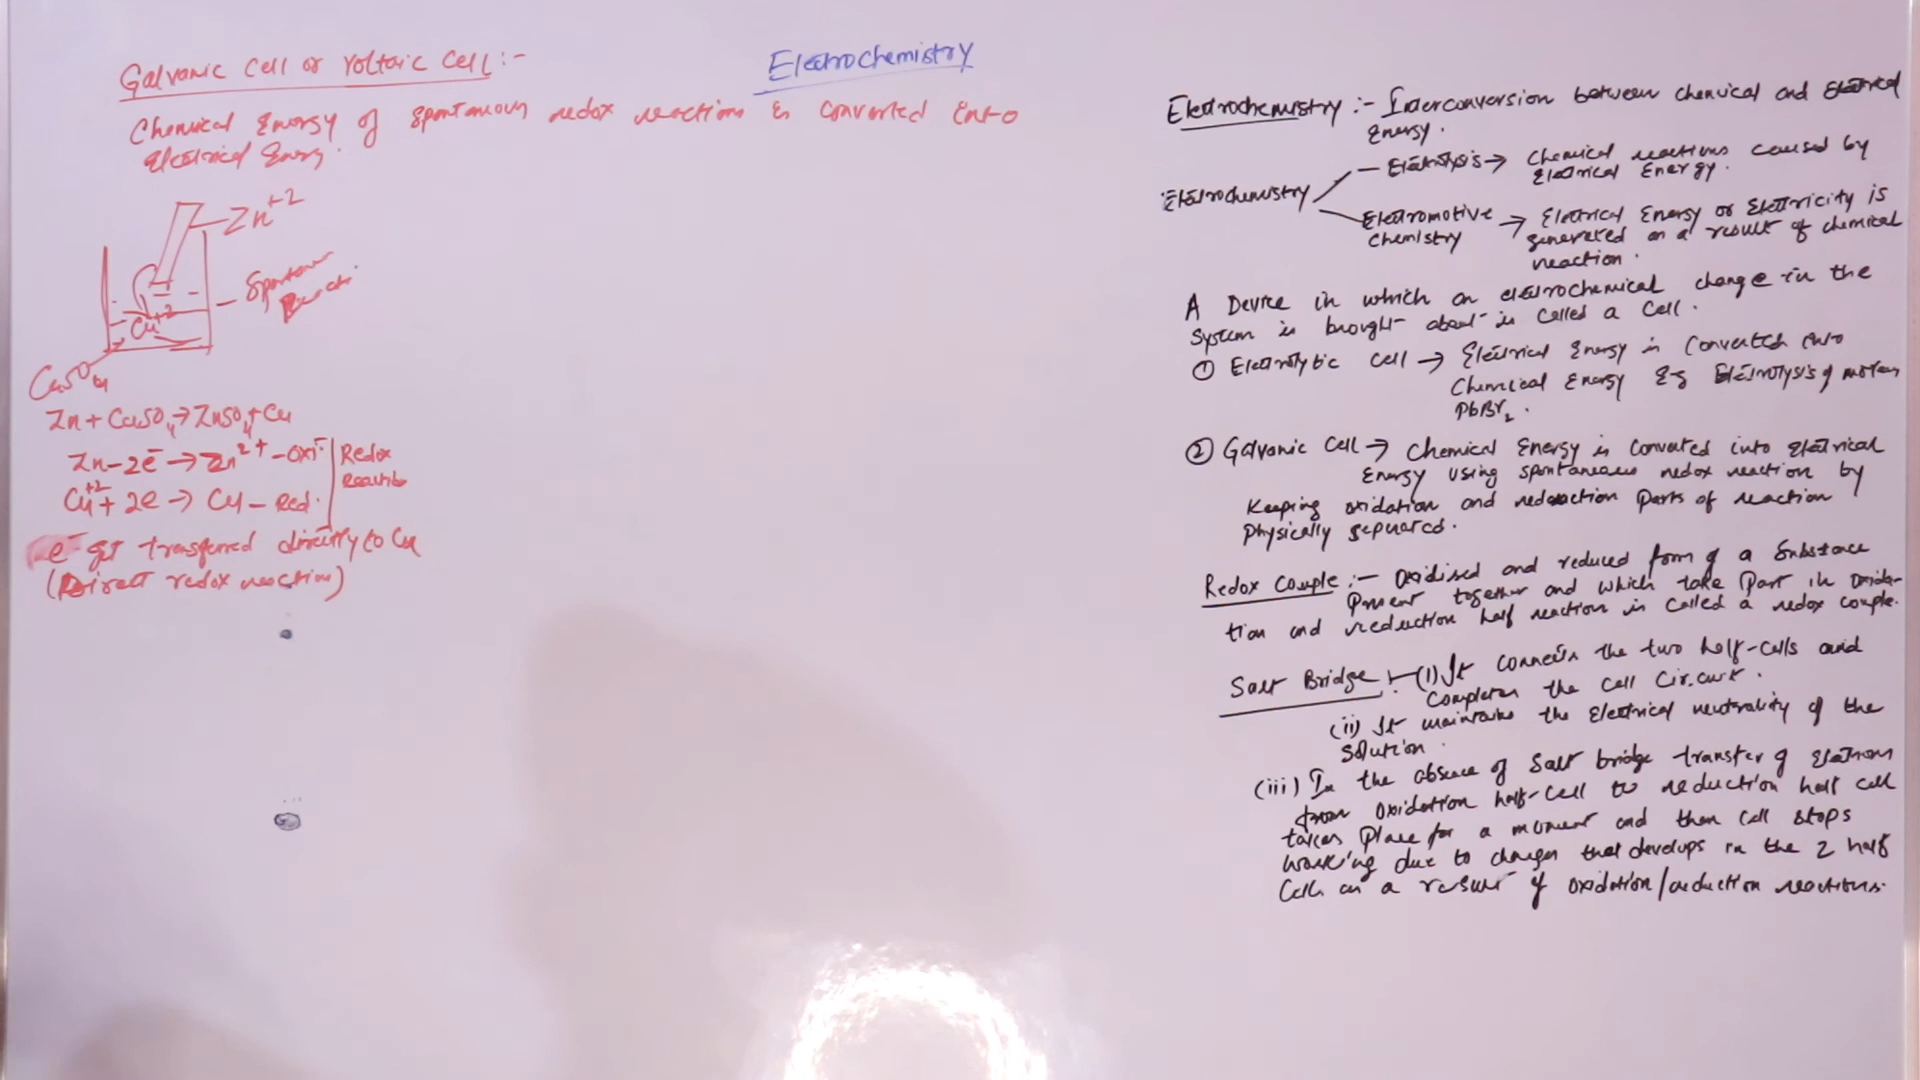 Electrochemistry
Galvanic Cell or Voltaic Cell :-
Chemical Energy of spontaneous redox reactions is converted into
Electrical Energy.
Zn+2
Spontaneous
Reaction
Cu+2
CuSO4
Zn + CuSO4 → ZnSO4 + Cu
Zn - 2e- → Zn2+ - Oxi-
Cu+2 + 2e → Cu - Red.
Redox
Reaction
e- get transferred directly to Cu
(Direct redox reaction)
Electrochemistry :- Interconversion between chemical and electrical
Energy.
Electrochemistry
— Electrolysis → Chemical reactions caused by
Electrical Energy.
Electromotive
Chemistry
→ Electrical Energy or Electricity is
generated as a result of chemical
reaction.
A Device in which an electrochemical change in the
System is brought about is called a Cell.
① Electrolytic Cell → Electrical Energy is Converted into
Chemical Energy Eg Electrolysis of molten
PbBr2.
② Galvanic Cell → Chemical Energy is Converted into Electrical
Energy using spontaneous redox reaction by
Keeping oxidation and reduction Parts of reaction
Physically separated.
Redox Couple :- Oxidised and reduced form of a Substance
Present together and which take Part in Oxida-
tion and reduction half reaction is called a redox couple.
Salt Bridge :- (i) It connects the two half-cells and
Completes the cell Circuit.
(ii) It maintains the Electrical neutrality of the
Solution.
(iii) In the absence of Salt bridge transfer of Electrons
from Oxidation half-cell to reduction half cell
takes Place for a moment and then Cell stops
working due to charges that develops in the 2 half
Cells as a result of oxidation/reduction reactions.